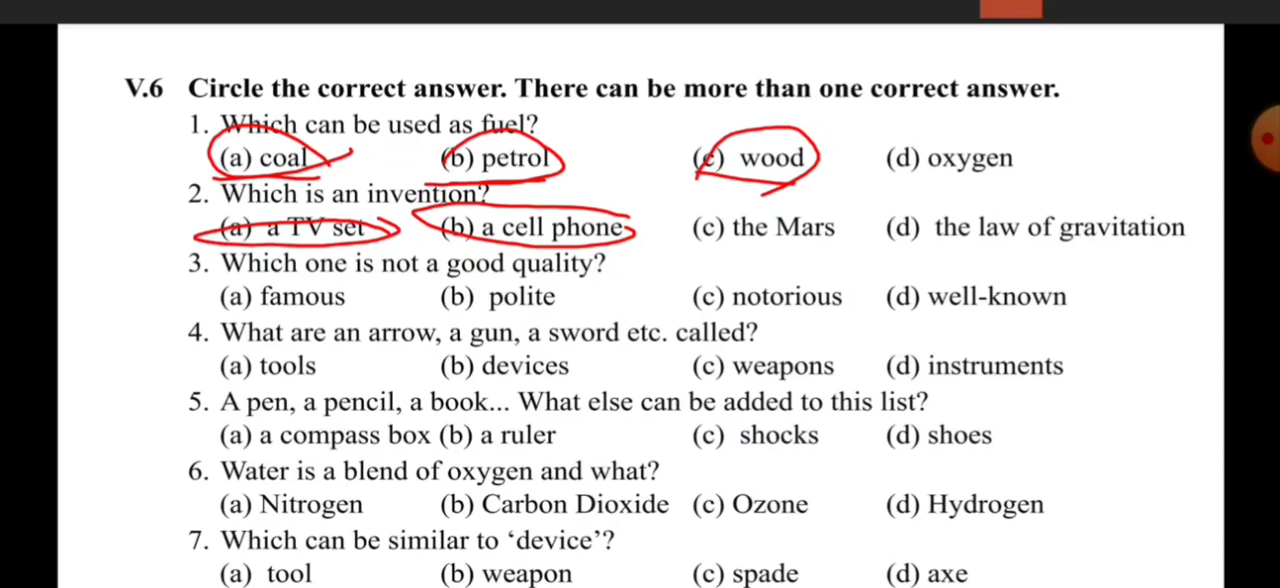 V.6 Circle the correct answer. There can be more than one correct answer.
1. Which can be used as fuel?
(a) coal (b) petrol (c) wood (d) oxygen
2. Which is an invention?
(a) a TV set (b) a cell phone (c) the Mars (d) the law of gravitation
3. Which one is not a good quality?
(a) famous (b) polite (c) notorious (d) well-known
4. What are an arrow, a gun, a sword etc. called?
(a) tools (b) devices (c) weapons (d) instruments
5. A pen, a pencil, a book... What else can be added to this list?
(a) a compass box (b) a ruler (c) shocks (d) shoes
6. Water is a blend of oxygen and what?
(a) Nitrogen (b) Carbon Dioxide (c) Ozone (d) Hydrogen
7. Which can be similar to ‘device’?
(a) tool (b) weapon (c) spade (d) axe